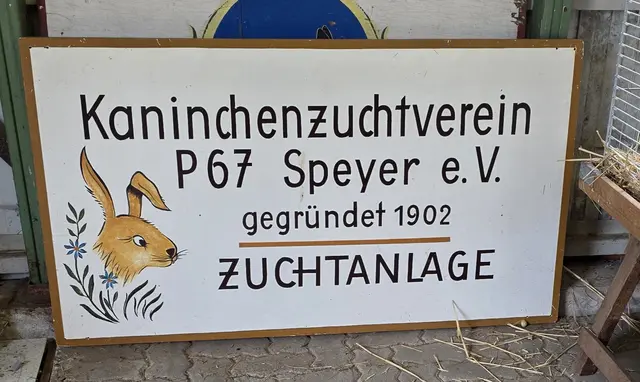 Kaninchenzuchtverein
P67 Speyer e.V.
gegründet 1902
ZUCHTANLAGE